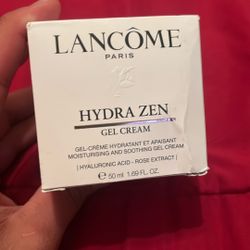 LANCÔME
PARIS
HYDRA ZEN
GEL CREAM
GEL-CRÈME HYDRATANT ET APAISANT
MOISTURISING AND SOOTHING GEL CREAM
| HYALURONIC ACID - ROSE EXTRACT |
℮ 50 ml 1.69 FL. OZ.